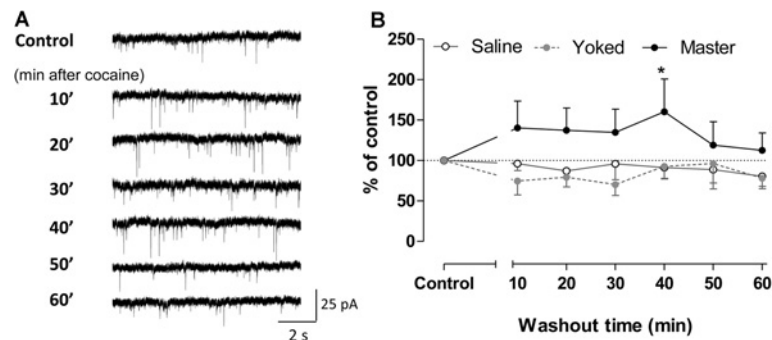 A
Control
(min after cocaine)
10’
20’
30’
40’
50’
60’
25 pA
2 s
B
% of control
250
200
150
100
50
0
Saline Yoked Master
*
Control 10 20 30 40 50 60
Washout time (min)